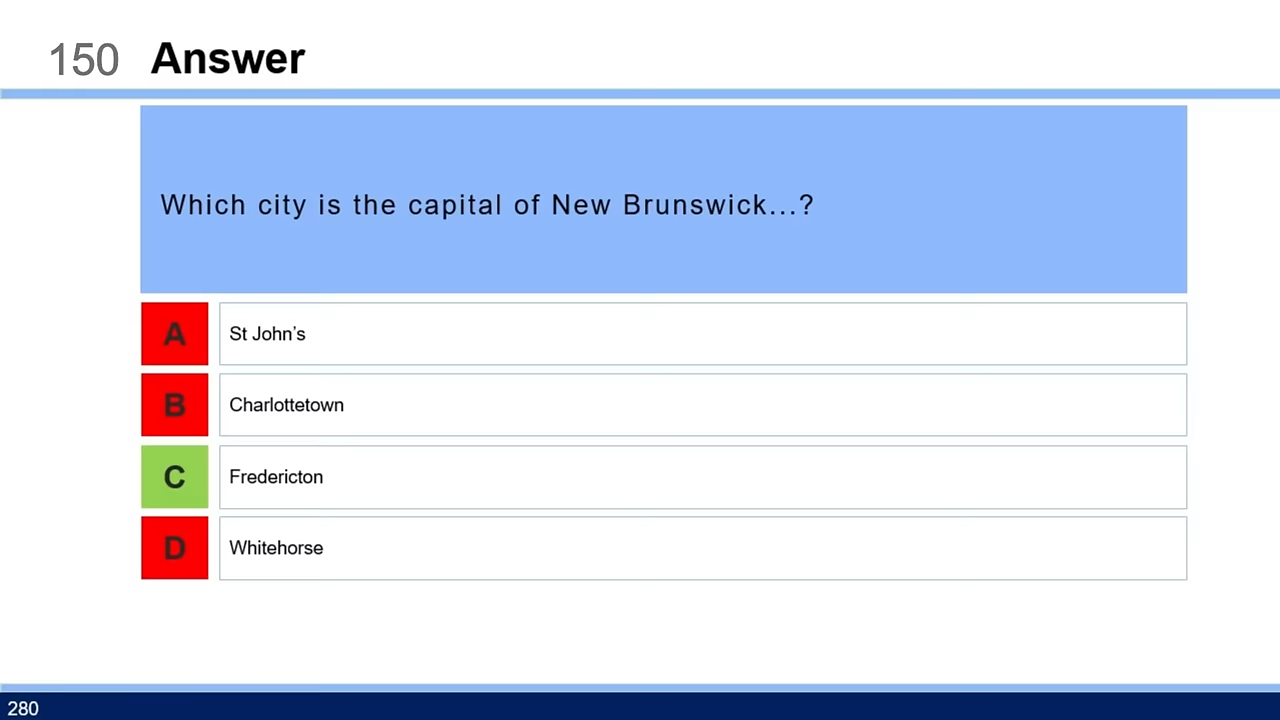 150 Answer
Which city is the capital of New Brunswick...?
A St John’s
B Charlottetown
C Fredericton
D Whitehorse
280